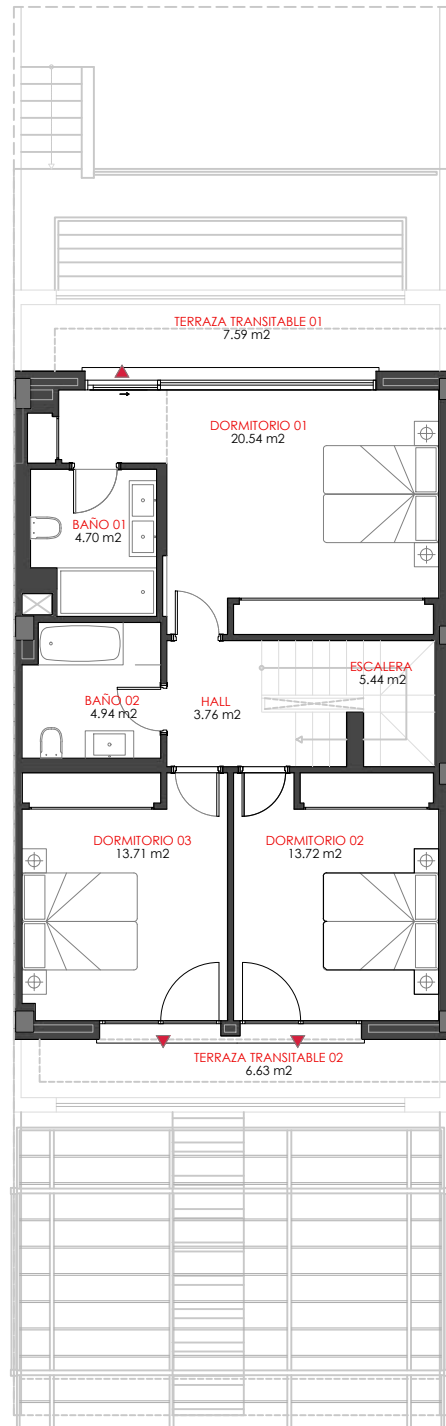 TERRAZA TRANSITABLE 01
7.59 m2
DORMITORIO 01
20.54 m2
BAÑO 01
4.70 m2
ESCALERA
5.44 m2
BAÑO 02
4.94 m2
HALL
3.76 m2
DORMITORIO 03
13.71 m2
DORMITORIO 02
13.72 m2
TERRAZA TRANSITABLE 02
6.63 m2